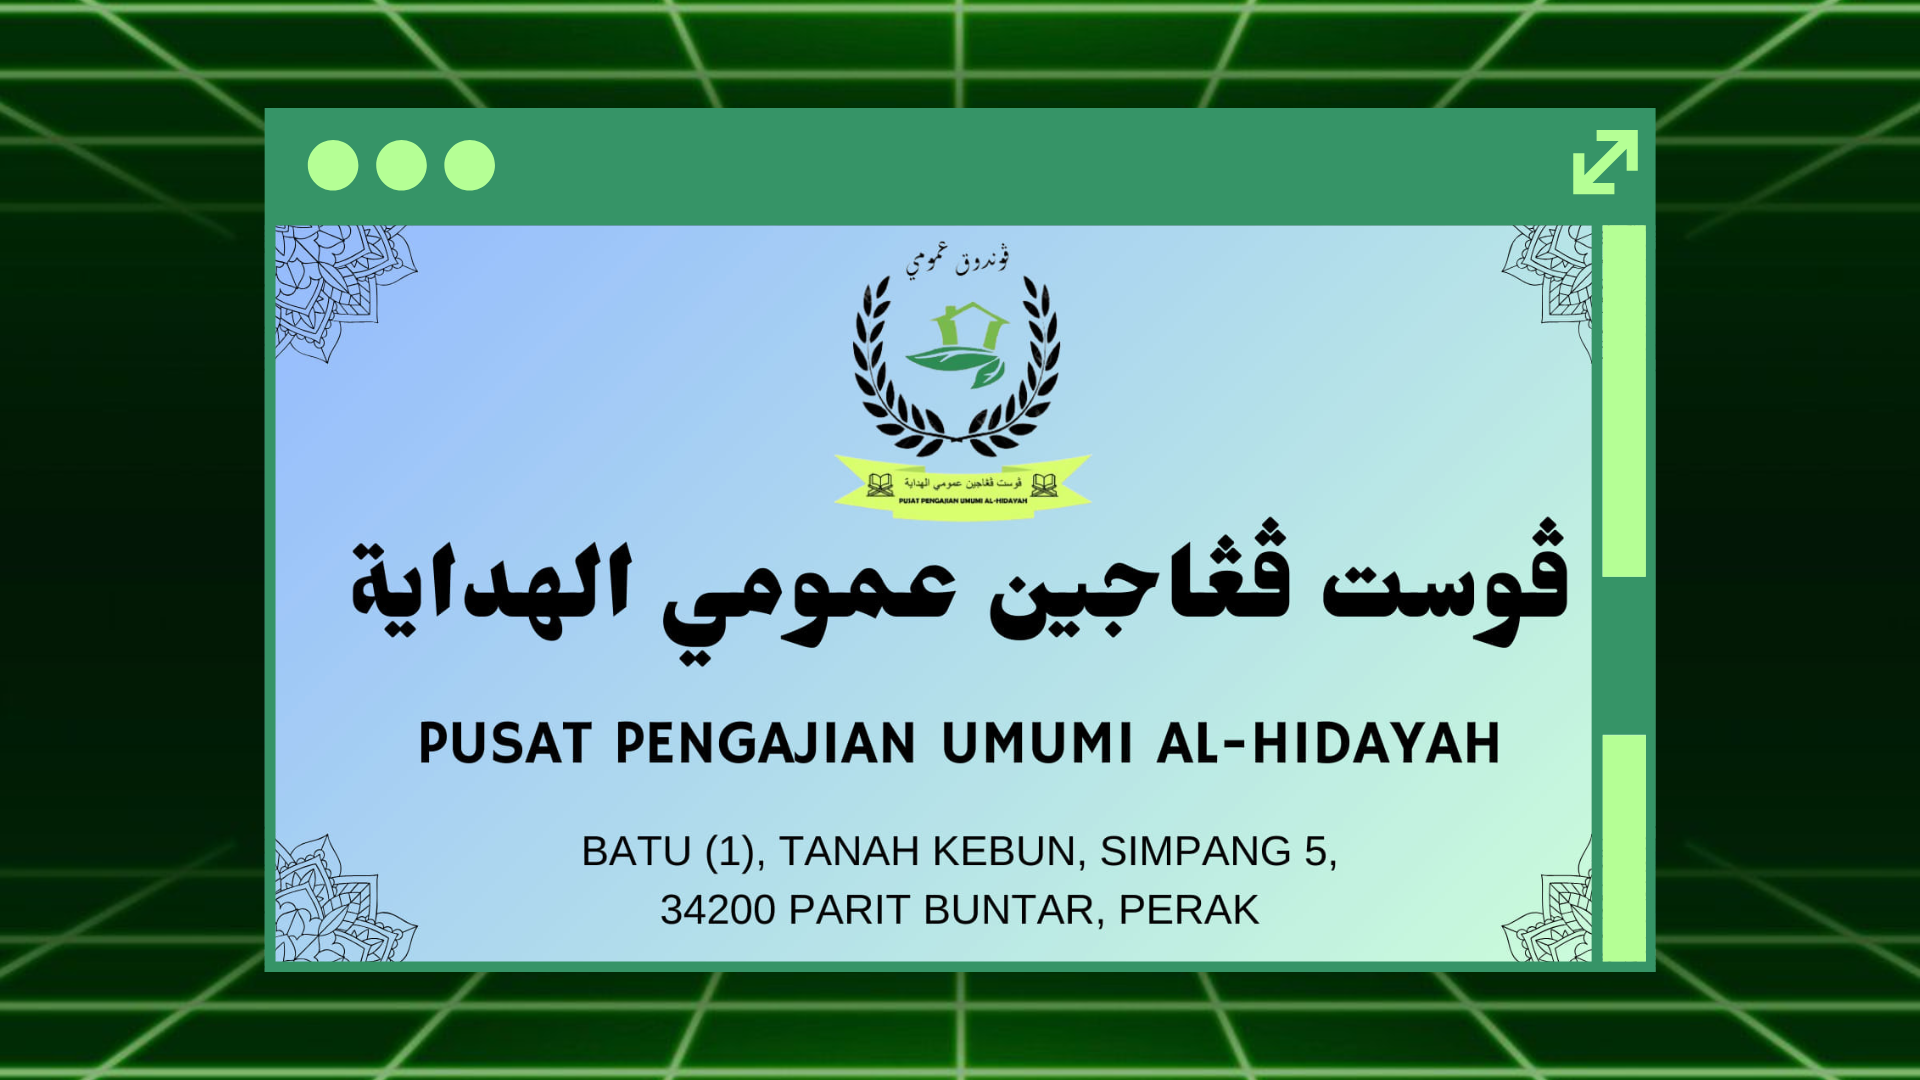 ڤوندوق عمومي
ڤوست ڤڠاجين عمومي الهداية
PUSAT PENGAJIAN UMUMI AL-HIDAYAH
ڤوست ڤڠاجين عمومي الهداية
PUSAT PENGAJIAN UMUMI AL-HIDAYAH
BATU (1), TANAH KEBUN, SIMPANG 5,
34200 PARIT BUNTAR, PERAK